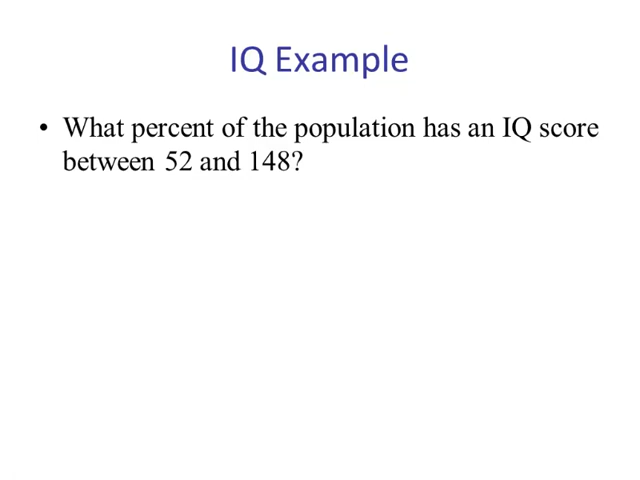 IQ Example
• What percent of the population has an IQ score
between 52 and 148?